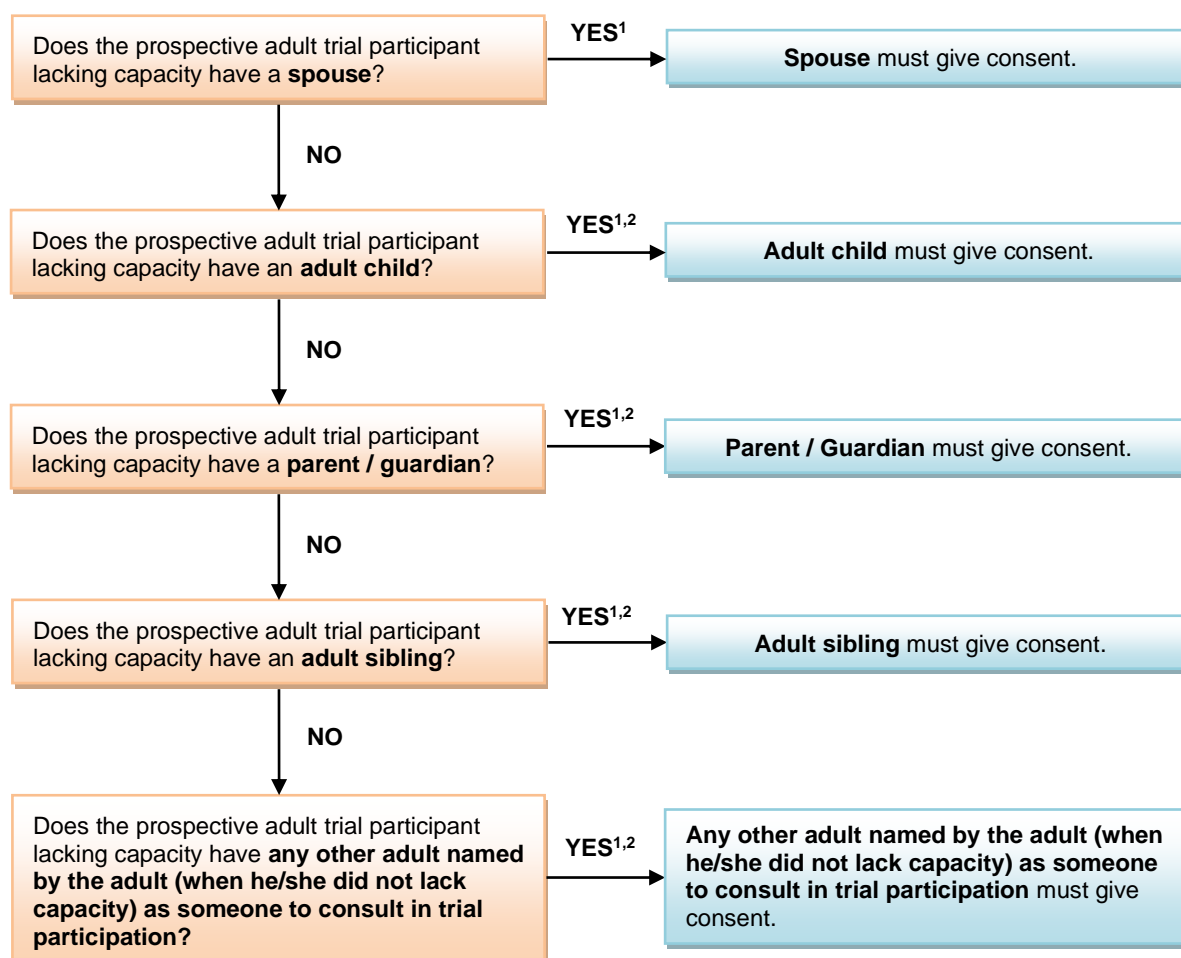 Does the prospective adult trial participant
lacking capacity have a spouse?
YES¹
Spouse must give consent.
NO
Does the prospective adult trial participant
lacking capacity have an adult child?
YES¹,²
Adult child must give consent.
NO
Does the prospective adult trial participant
lacking capacity have a parent / guardian?
YES¹,²
Parent / Guardian must give consent.
NO
Does the prospective adult trial participant
lacking capacity have an adult sibling?
YES¹,²
Adult sibling must give consent.
NO
Does the prospective adult trial participant
lacking capacity have any other adult named
by the adult (when he/she did not lack
capacity) as someone to consult in trial
participation?
YES¹,²
Any other adult named by the adult (when
he/she did not lack capacity) as someone
to consult in trial participation must give
consent.